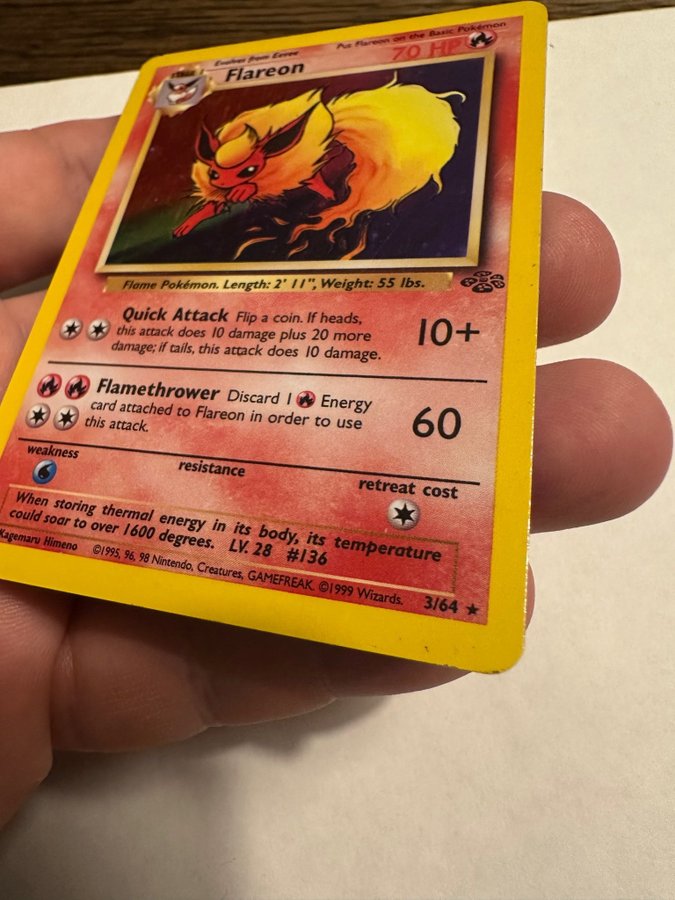 Evolves from Eevee
Put Flareon on the Basic Pokémon
STAGE 1
Flareon
70 HP
Flame Pokémon. Length: 2' 11", Weight: 55 lbs.
Quick Attack Flip a coin. If heads,
this attack does 10 damage plus 20 more
damage; if tails, this attack does 10 damage.
10+
Flamethrower Discard 1 Energy
card attached to Flareon in order to use
this attack.
60
weakness
resistance
retreat cost
When storing thermal energy in its body, its temperature
could soar to over 1600 degrees. LV. 28 #136
Kagemaru Himeno ©1995, 96, 98 Nintendo, Creatures, GAMEFREAK. ©1999 Wizards. 3/64